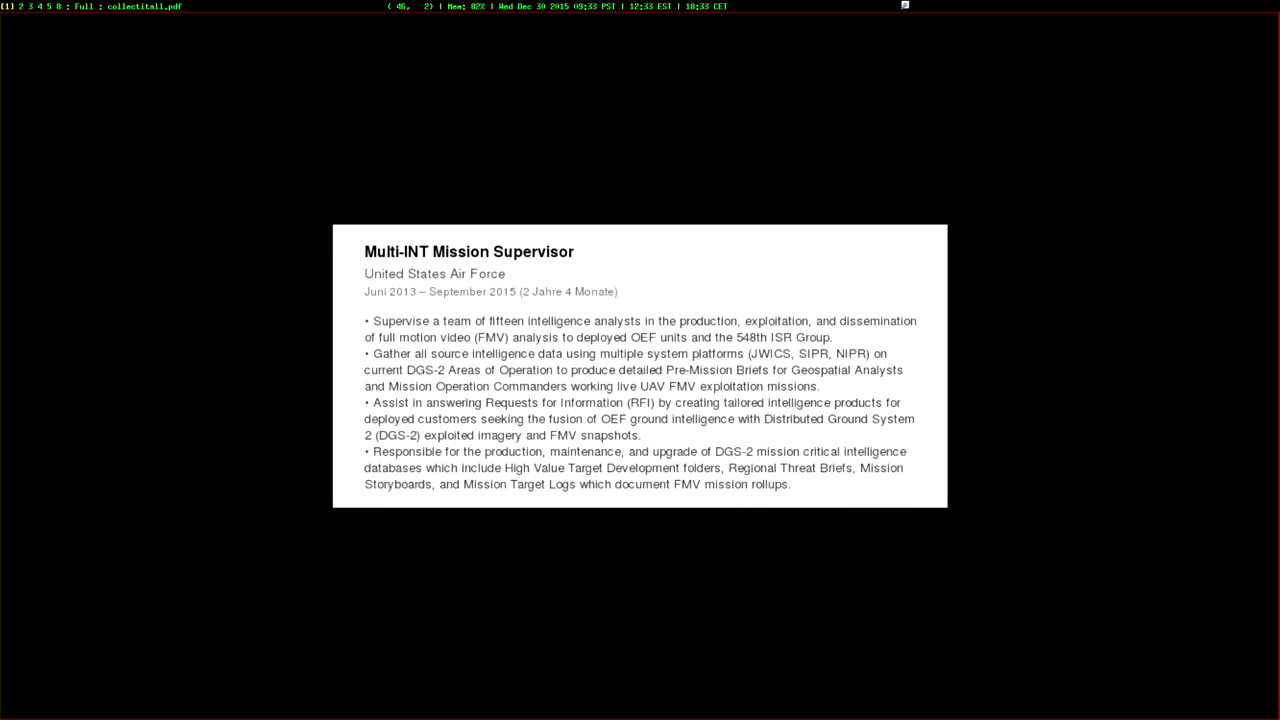 [1] 2 3 4 5 8 : Full : collectitall.pdf ( 46, 2) | Mem: 82% | Wed Dec 30 2015 09:33 PST | 12:33 EST | 18:33 CET
Multi-INT Mission Supervisor
United States Air Force
Juni 2013 – September 2015 (2 Jahre 4 Monate)
• Supervise a team of fifteen intelligence analysts in the production, exploitation, and dissemination
of full motion video (FMV) analysis to deployed OEF units and the 548th ISR Group.
• Gather all source intelligence data using multiple system platforms (JWICS, SIPR, NIPR) on
current DGS-2 Areas of Operation to produce detailed Pre-Mission Briefs for Geospatial Analysts
and Mission Operation Commanders working live UAV FMV exploitation missions.
• Assist in answering Requests for Information (RFI) by creating tailored intelligence products for
deployed customers seeking the fusion of OEF ground intelligence with Distributed Ground System
2 (DGS-2) exploited imagery and FMV snapshots.
• Responsible for the production, maintenance, and upgrade of DGS-2 mission critical intelligence
databases which include High Value Target Development folders, Regional Threat Briefs, Mission
Storyboards, and Mission Target Logs which document FMV mission rollups.